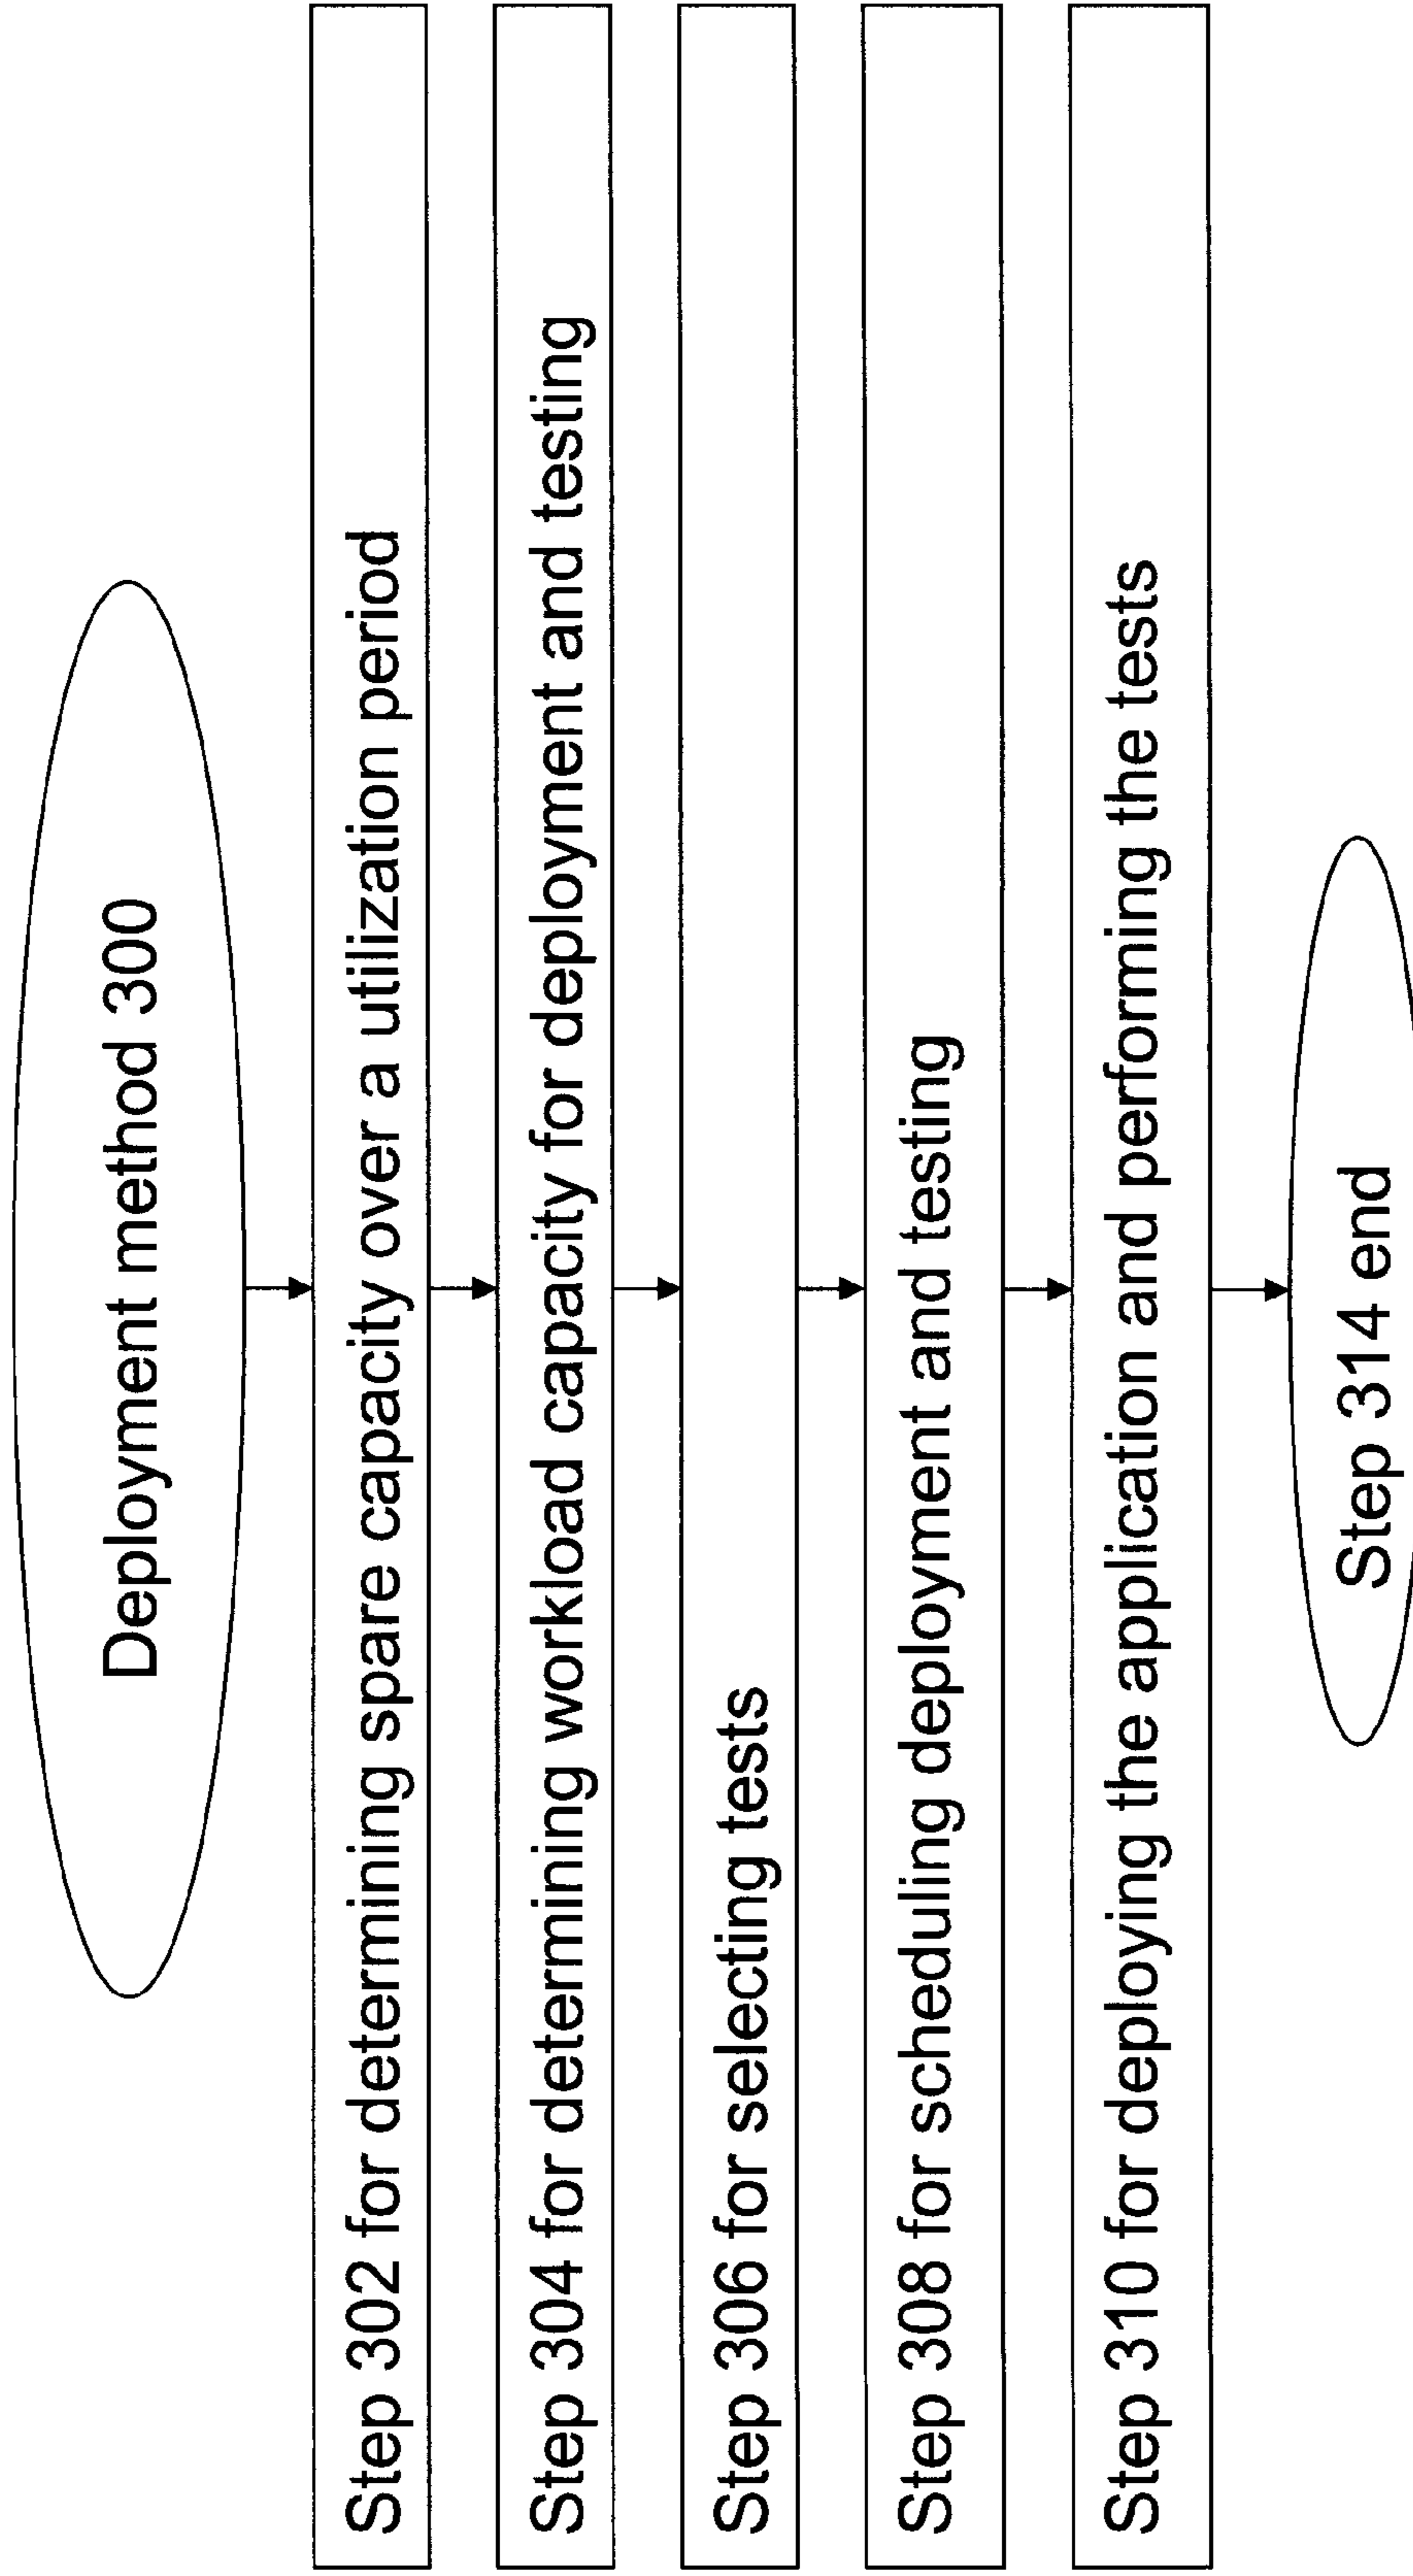 Deployment method 300
Step 302 for determining spare capacity over a utilization period
Step 304 for determining workload capacity for deployment and testing
Step 306 for selecting tests
Step 308 for scheduling deployment and testing
Step 310 for deploying the application and performing the tests
Step 314 end